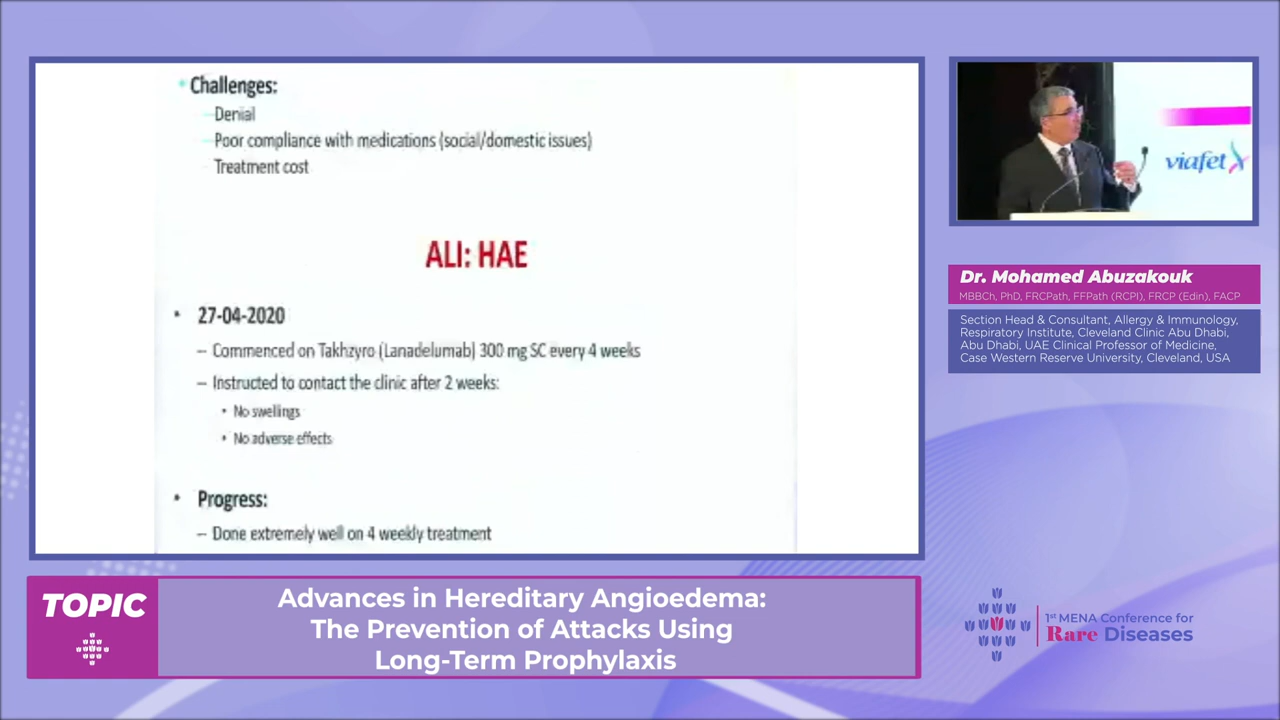 Challenges:
– Denial
– Poor compliance with medications (social/domestic issues)
Treatment cost
ALI: HAE
• 27-04-2020
– Commenced on Takhzyro (Lanadelumab) 300 mg SC every 4 weeks
– Instructed to contact the clinic after 2 weeks:
• No swellings
• No adverse effects
• Progress:
– Done extremely well on 4 weekly treatment
viafet
Dr. Mohamed Abuzakouk
MBBCh, PhD, FRCPath, FFPath (RCPI), FRCP (Edin), FACP
Section Head & Consultant, Allergy & Immunology,
Respiratory Institute, Cleveland Clinic Abu Dhabi,
Abu Dhabi, UAE Clinical Professor of Medicine,
Case Western Reserve University, Cleveland, USA
TOPIC
Advances in Hereditary Angioedema:
The Prevention of Attacks Using
Long-Term Prophylaxis
1st MENA Conference for
Rare Diseases